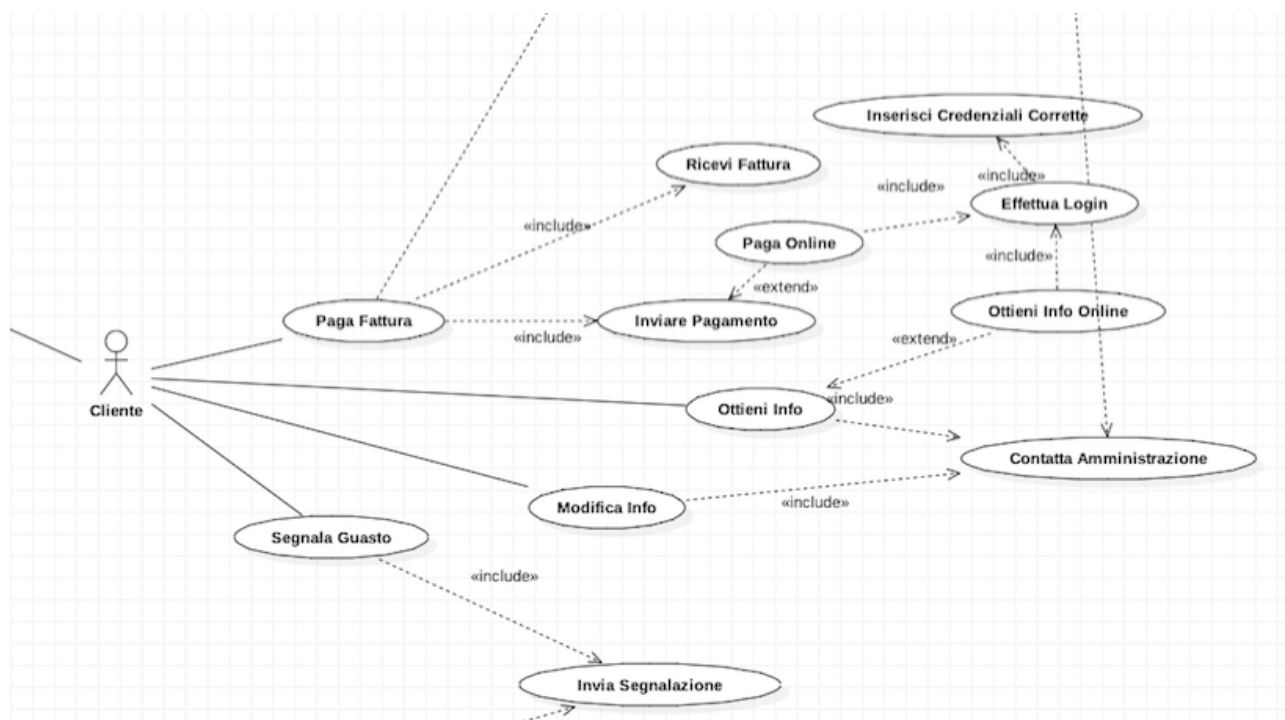 Inserisci Credenziali Corrette
Ricevi Fattura
«include»
«include»
Effettua Login
«include»
Paga Online
«include»
«extend»
Ottieni Info Online
Paga Fattura
Inviare Pagamento
«include»
«extend»
Cliente
Ottieni Info
«include»
Contatta Amministrazione
Modifica Info
«include»
Segnala Guasto
«include»
Invia Segnalazione